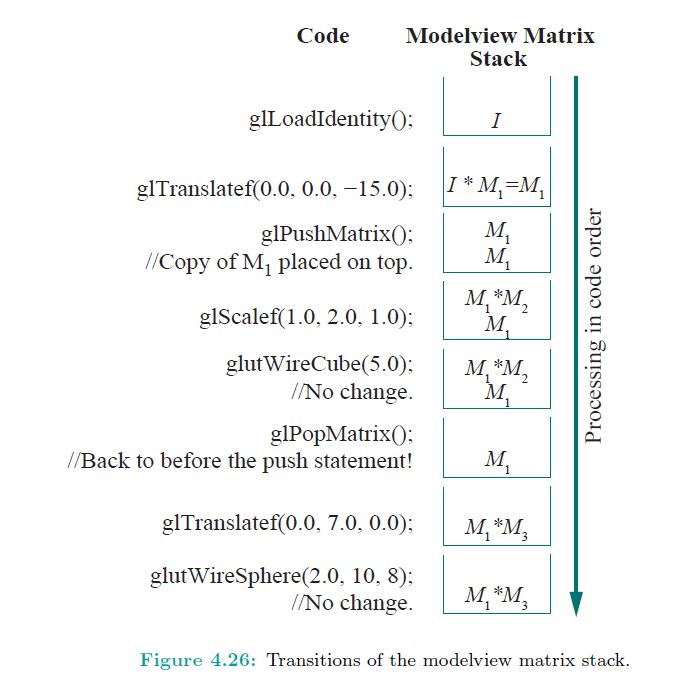 Code Modelview Matrix
Stack
glLoadIdentity(); I
glTranslatef(0.0, 0.0, −15.0); I * M₁=M₁
glPushMatrix(); M₁
//Copy of M₁ placed on top. M₁
M₁*M₂
glScalef(1.0, 2.0, 1.0); M₁
glutWireCube(5.0); M₁*M₂
//No change. M₁
glPopMatrix();
//Back to before the push statement! M₁
glTranslatef(0.0, 7.0, 0.0); M₁*M₃
glutWireSphere(2.0, 10, 8);
//No change. M₁*M₃
Processing in code order
Figure 4.26: Transitions of the modelview matrix stack.